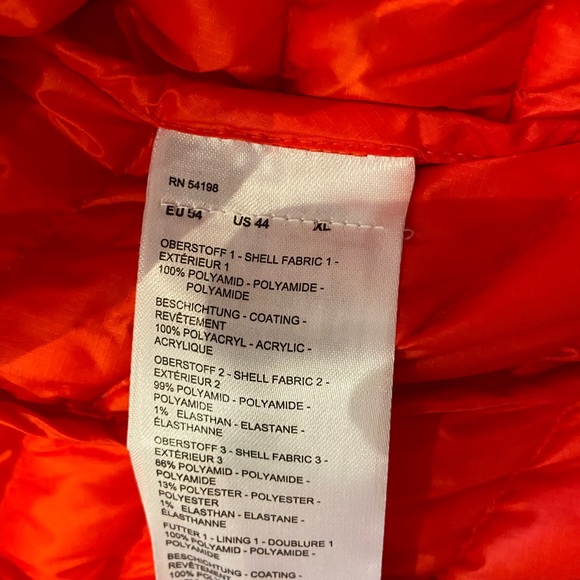 RN 54198
EU 54 US 44 XL
OBERSTOFF 1 - SHELL FABRIC 1 -
EXTÉRIEUR 1
100% POLYAMID - POLYAMIDE -
POLYAMIDE
BESCHICHTUNG - COATING -
REVÊTEMENT
100% POLYACRYL - ACRYLIC -
ACRYLIQUE
OBERSTOFF 2 - SHELL FABRIC 2 -
EXTÉRIEUR 2
99% POLYAMID - POLYAMIDE -
POLYAMIDE
1% ELASTHAN - ELASTANE -
ÉLASTHANNE
OBERSTOFF 3 - SHELL FABRIC 3 -
EXTÉRIEUR 3
86% POLYAMID - POLYAMIDE -
POLYAMIDE
13% POLYESTER - POLYESTER -
POLYESTER
1% ELASTHAN - ELASTANE -
ÉLASTHANNE
FUTTER 1 - LINING 1 - DOUBLURE 1
100% POLYAMID - POLYAMIDE -
POLYAMIDE
BESCHICHTUNG - COATING -
REVÊTEMENT
100%